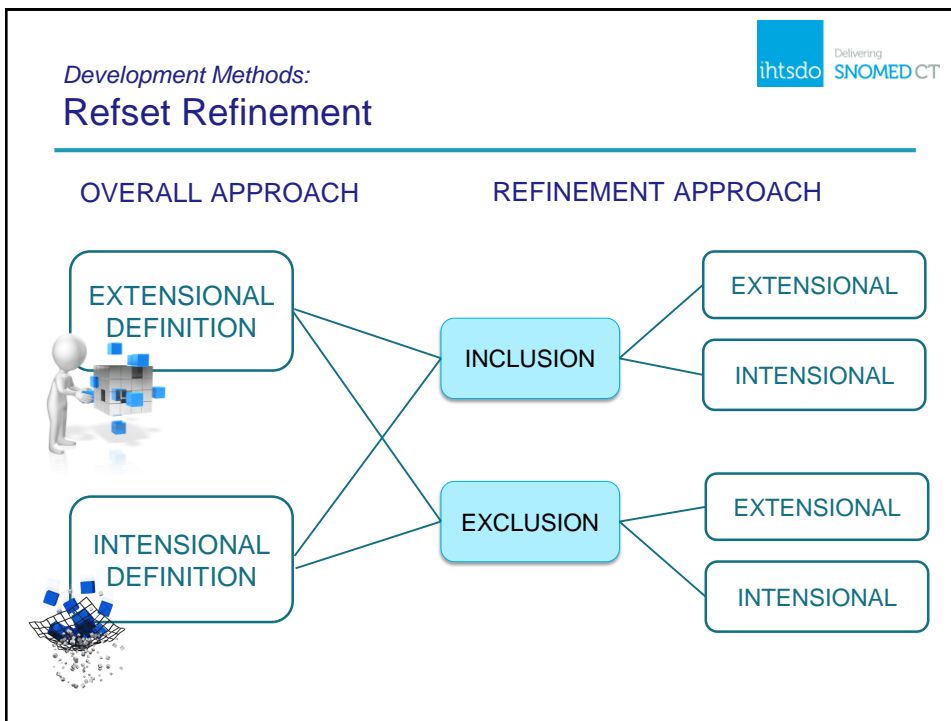 Development Methods:
Refset Refinement
ihtsdo
Delivering
SNOMED CT
OVERALL APPROACH
REFINEMENT APPROACH
EXTENSIONAL
DEFINITION
INTENSIONAL
DEFINITION
INCLUSION
EXCLUSION
EXTENSIONAL
INTENSIONAL
EXTENSIONAL
INTENSIONAL